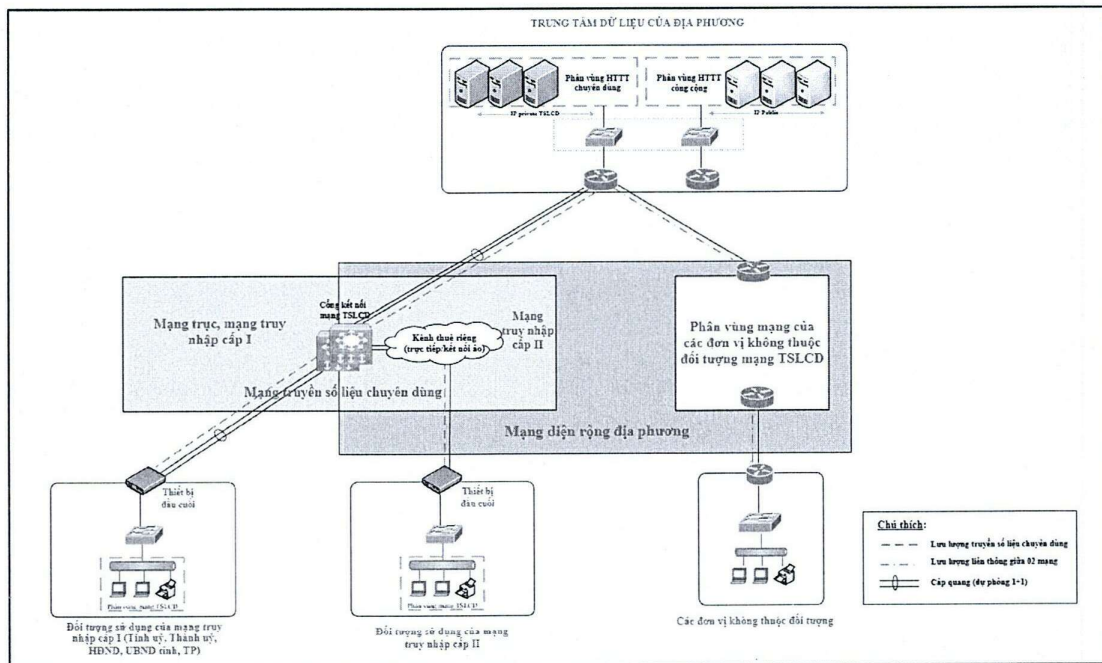 TRUNG TÂM DỮ LIỆU CỦA ĐỊA PHƯƠNG
Phân vùng HTTT
chuyên dùng
Phân vùng HTTT
công cộng
IP private TSLCD
IP Public
Cổng kết nối
mạng TSLCD
Mạng trục, mạng truy
nhập cấp I
Kênh thuê riêng
(trực tiếp/kết nối ảo)
Mạng
truy nhập
cấp II
Mạng truyền số liệu chuyên dùng
Phân vùng mạng của
các đơn vị không thuộc
đối tượng mạng TSLCD
Mạng diện rộng địa phương
Thiết bị
đầu cuối
Phân vùng mạng TSLCD
Đối tượng sử dụng của mạng truy
nhập cấp I (Tỉnh uỷ, Thành uỷ,
HĐND, UBND tỉnh, TP)
Thiết bị
đầu cuối
Phân vùng mạng TSLCD
Đối tượng sử dụng của mạng
truy nhập cấp II
Các đơn vị không thuộc đối tượng
Chú thích:
Lưu lượng truyền số liệu chuyên dùng
Lưu lượng liên thông giữa 02 mạng
Cáp quang (dự phòng 1+1)